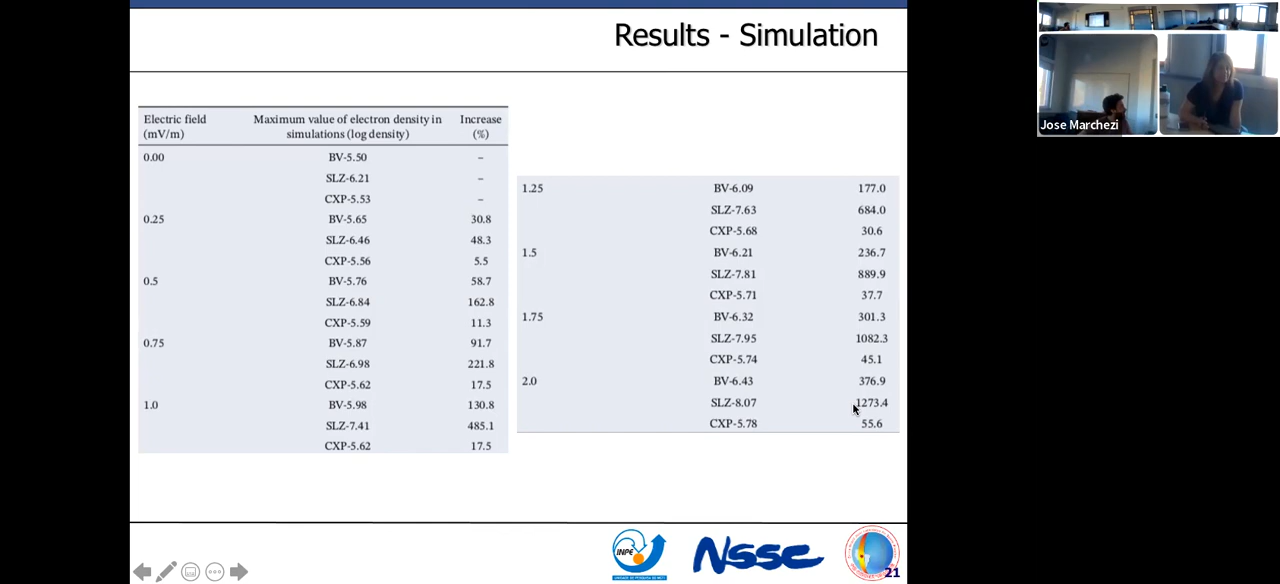 Results - Simulation
Electric field Maximum value of electron density in Increase
(mV/m) simulations (log density) (%)
0.00 BV-5.50 –
SLZ-6.21 –
CXP-5.53 –
0.25 BV-5.65 30.8
SLZ-6.46 48.3
CXP-5.56 5.5
0.5 BV-5.76 58.7
SLZ-6.84 162.8
CXP-5.59 11.3
0.75 BV-5.87 91.7
SLZ-6.98 221.8
CXP-5.62 17.5
1.0 BV-5.98 130.8
SLZ-7.41 485.1
CXP-5.62 17.5
1.25 BV-6.09 177.0
SLZ-7.63 684.0
CXP-5.68 30.6
1.5 BV-6.21 236.7
SLZ-7.81 889.9
CXP-5.71 37.7
1.75 BV-6.32 301.3
SLZ-7.95 1082.3
CXP-5.74 45.1
2.0 BV-6.43 376.9
SLZ-8.07 1273.4
CXP-5.78 55.6
INPE
NSSC
21
Jose Marchezi